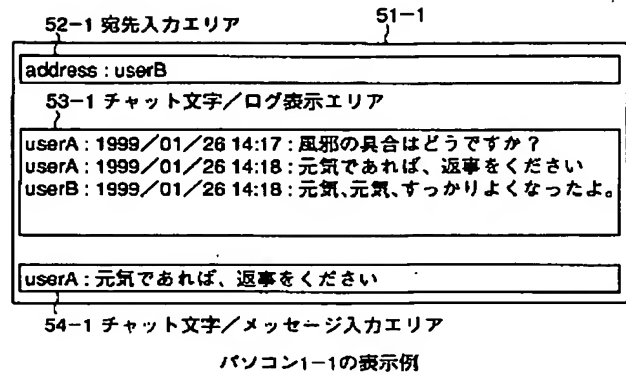 52-1 宛先入力エリア
51-1
address : userB
53-1 チャット文字/ログ表示エリア
userA : 1999/01/26 14:17 : 風邪の具合はどうですか?
userA : 1999/01/26 14:18 : 元気であれば、返事をください
userB : 1999/01/26 14:18 : 元気、元気、すっかりよくなったよ。
userA : 元気であれば、返事をください
54-1 チャット文字/メッセージ入力エリア
パソコン1-1の表示例